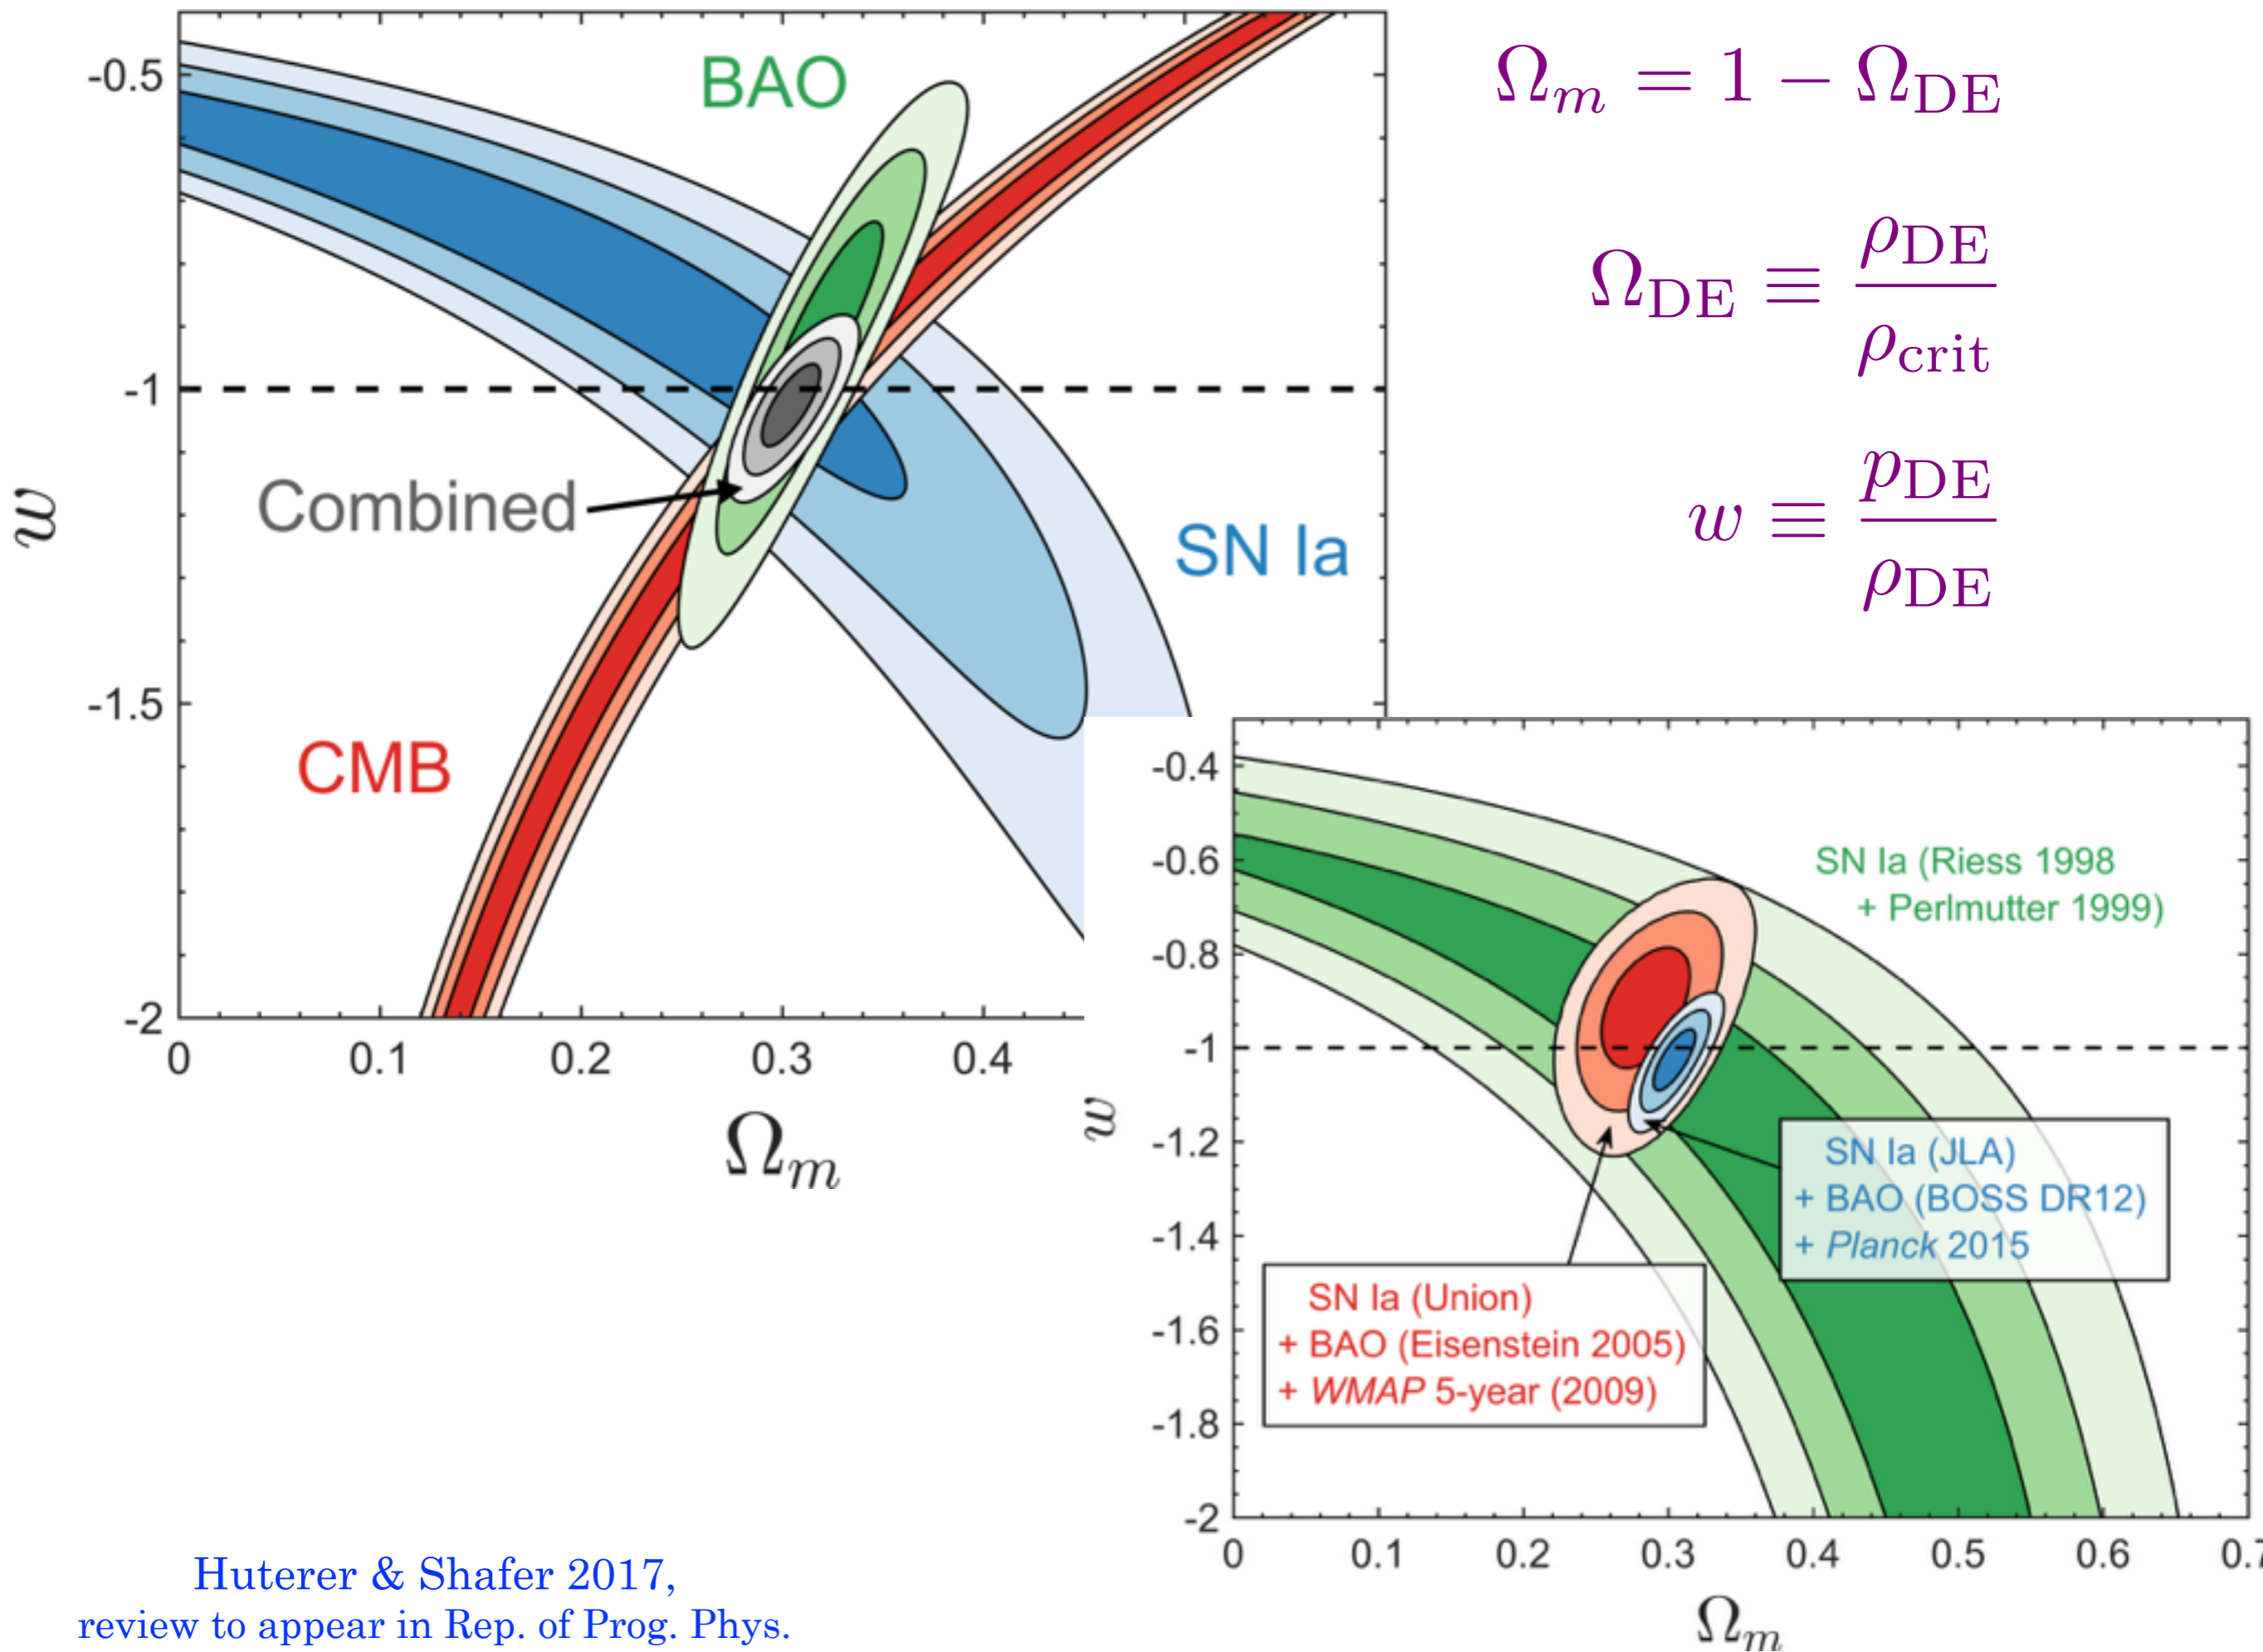 BAO
-0.5
-1
Combined
w
SN Ia
-1.5
CMB
-2
0 0.1 0.2 0.3 0.4
Ωm
Ωm = 1 − ΩDE
ΩDE ≡ ρDE / ρcrit
w ≡ pDE / ρDE
-0.4
-0.6
SN Ia (Riess 1998
+ Perlmutter 1999)
-0.8
-1
w
-1.2
SN Ia (JLA)
+ BAO (BOSS DR12)
+ Planck 2015
-1.4
SN Ia (Union)
+ BAO (Eisenstein 2005)
+ WMAP 5-year (2009)
-1.6
-1.8
-2
0 0.1 0.2 0.3 0.4 0.5 0.6 0.7
Ωm
Huterer & Shafer 2017,
review to appear in Rep. of Prog. Phys.